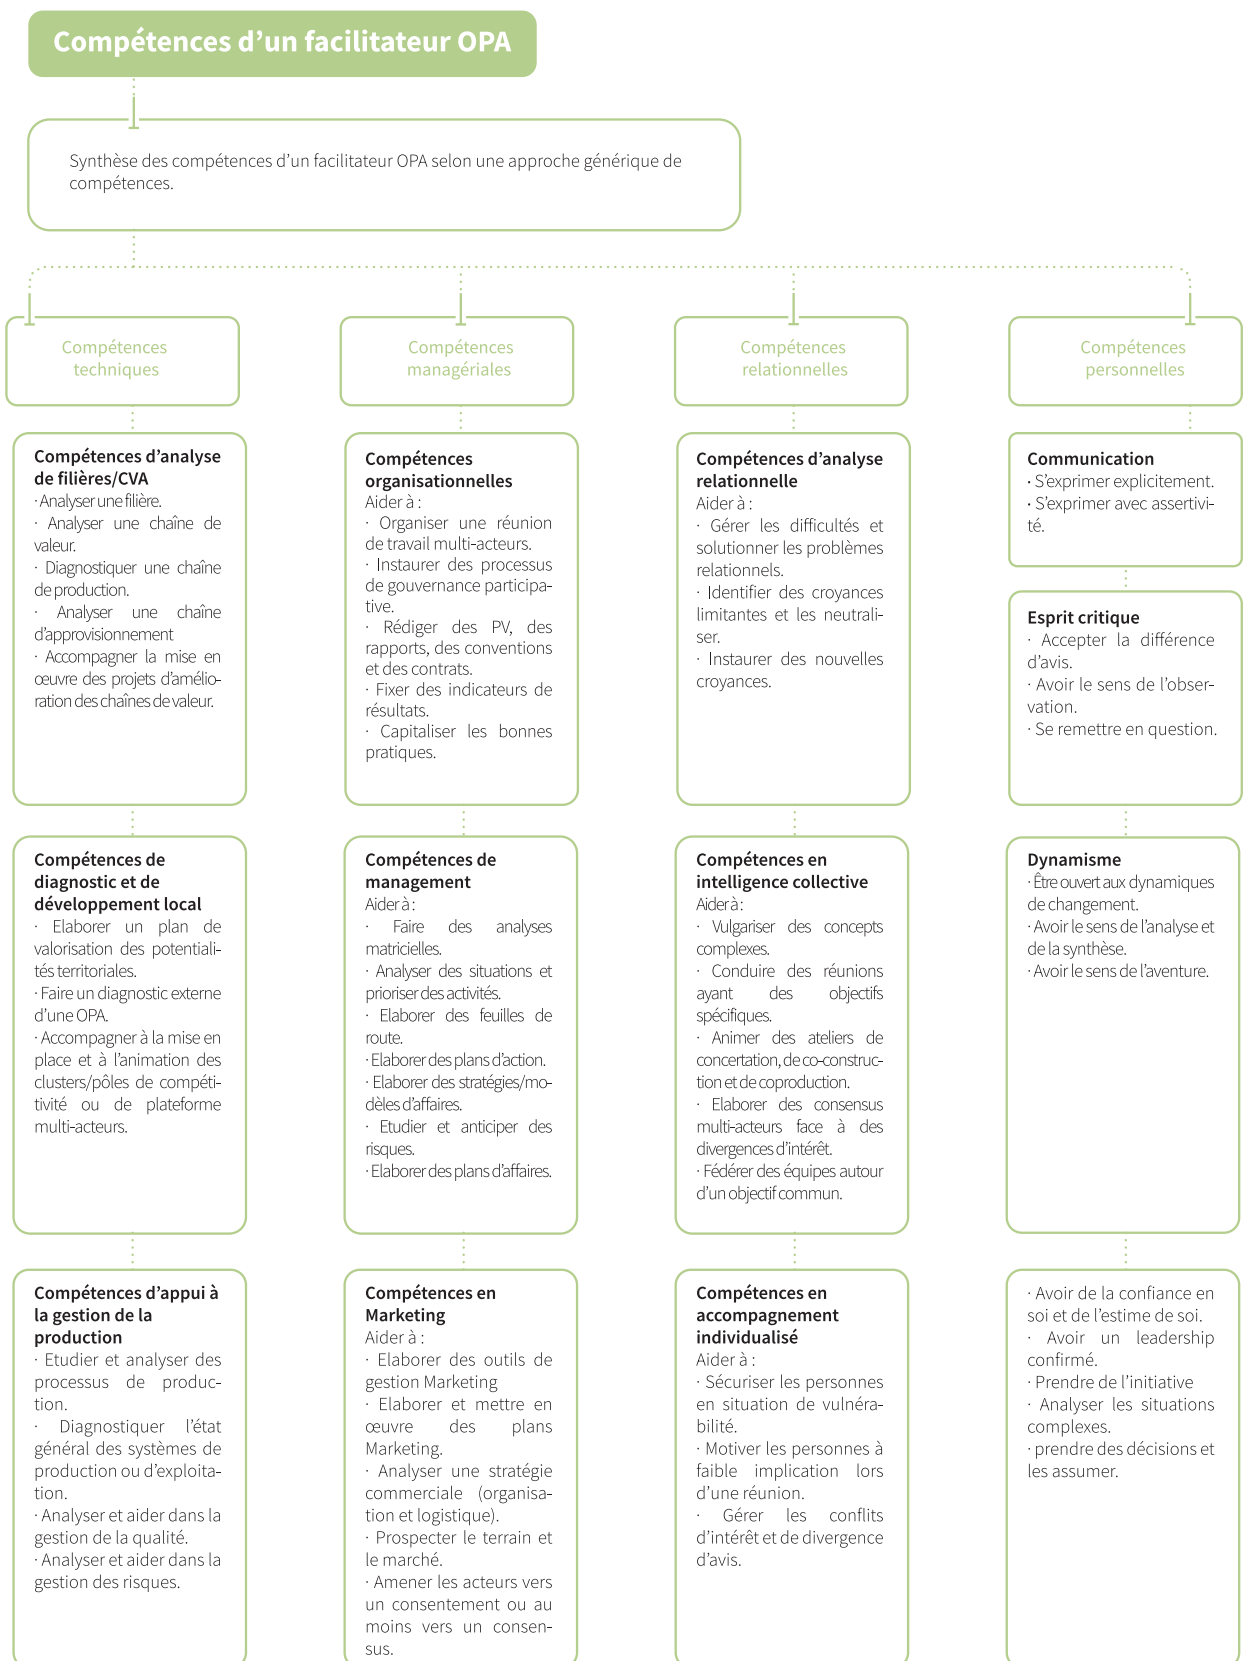 Compétences d’un facilitateur OPA
Synthèse des compétences d’un facilitateur OPA selon une approche générique de
compétences.
Compétences
techniques
Compétences
managériales
Compétences
relationnelles
Compétences
personnelles
Compétences d’analyse
de filières/CVA
· Analyser une filière.
· Analyser une chaîne de
valeur.
· Diagnostiquer une chaîne
de production.
· Analyser une chaîne
d’approvisionnement
· Accompagner la mise en
œuvre des projets d’amélio-
ration des chaînes de valeur.
Compétences
organisationnelles
Aider à :
· Organiser une réunion
de travail multi-acteurs.
· Instaurer des processus
de gouvernance participa-
tive.
· Rédiger des PV, des
rapports, des conventions
et des contrats.
· Fixer des indicateurs de
résultats.
· Capitaliser les bonnes
pratiques.
Compétences d’analyse
relationnelle
Aider à :
· Gérer les difficultés et
solutionner les problèmes
relationnels.
· Identifier des croyances
limitantes et les neutrali-
ser.
· Instaurer des nouvelles
croyances.
Communication
· S’exprimer explicitement.
· S’exprimer avec assertivi-
té.
Esprit critique
· Accepter la différence
d’avis.
· Avoir le sens de l’obser-
vation.
· Se remettre en question.
Compétences de
diagnostic et de
développement local
· Elaborer un plan de
valorisation des potentiali-
tés territoriales.
· Faire un diagnostic externe
d’une OPA.
· Accompagner à la mise en
place et à l’animation des
clusters/pôles de compéti-
tivité ou de plateforme
multi-acteurs.
Compétences de
management
Aider à :
· Faire des analyses
matricielles.
· Analyser des situations et
prioriser des activités.
· Elaborer des feuilles de
route.
· Elaborer des plans d’action.
· Elaborer des stratégies/mo-
dèles d’affaires.
· Etudier et anticiper des
risques.
· Elaborer des plans d’affaires.
Compétences en
intelligence collective
Aider à :
· Vulgariser des concepts
complexes.
· Conduire des réunions
ayant des objectifs
spécifiques.
· Animer des ateliers de
concertation, de co-construc-
tion et de coproduction.
· Elaborer des consensus
multi-acteurs face à des
divergences d’intérêt.
· Fédérer des équipes autour
d’un objectif commun.
Dynamisme
· Être ouvert aux dynamiques
de changement.
· Avoir le sens de l’analyse et
de la synthèse.
· Avoir le sens de l’aventure.
Compétences d’appui à
la gestion de la
production
· Etudier et analyser des
processus de produc-
tion.
· Diagnostiquer l’état
général des systèmes de
production ou d’exploita-
tion.
· Analyser et aider dans la
gestion de la qualité.
· Analyser et aider dans la
gestion des risques.
Compétences en
Marketing
Aider à :
· Elaborer des outils de
gestion Marketing
· Elaborer et mettre en
œuvre des plans
Marketing.
· Analyser une stratégie
commerciale (organisa-
tion et logistique).
· Prospecter le terrain et
le marché.
· Amener les acteurs vers
un consentement ou au
moins vers un consen-
sus.
Compétences en
accompagnement
individualisé
Aider à :
· Sécuriser les personnes
en situation de vulnéra-
bilité.
· Motiver les personnes à
faible implication lors
d’une réunion.
· Gérer les conflits
d’intérêt et de divergence
d’avis.
· Avoir de la confiance en
soi et de l’estime de soi.
· Avoir un leadership
confirmé.
· Prendre de l’initiative
· Analyser les situations
complexes.
· prendre des décisions et
les assumer.